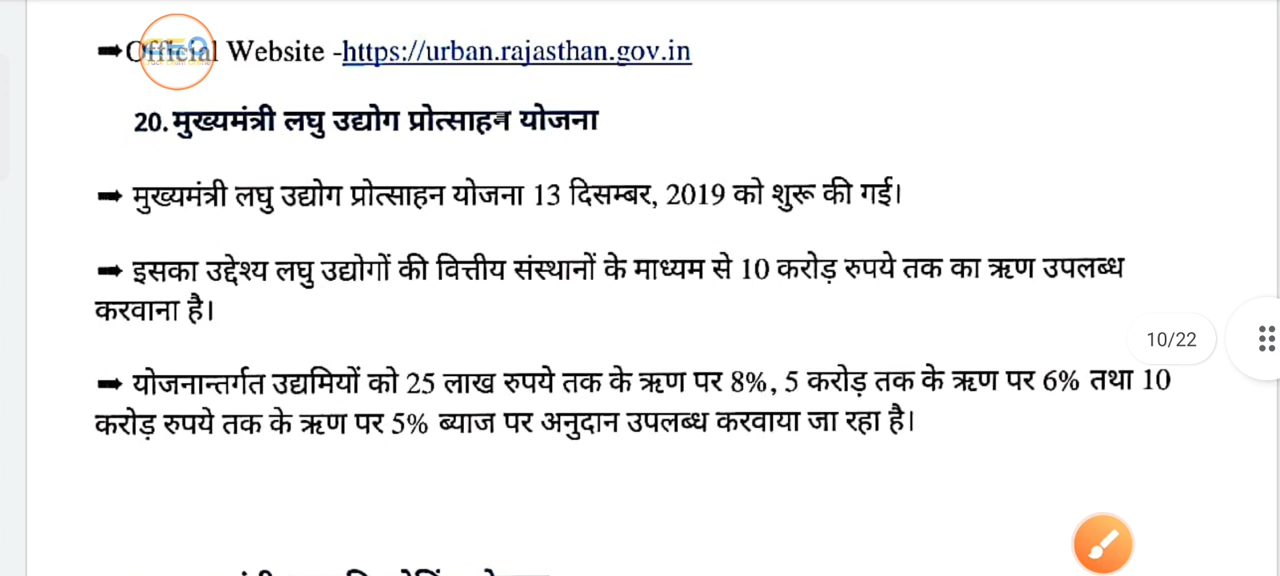 ➡Official Website -https://urban.rajasthan.gov.in
20. मुख्यमंत्री लघु उद्योग प्रोत्साहन योजना
➡ मुख्यमंत्री लघु उद्योग प्रोत्साहन योजना 13 दिसम्बर, 2019 को शुरू की गई।
➡ इसका उद्देश्य लघु उद्योगों की वित्तीय संस्थानों के माध्यम से 10 करोड़ रुपये तक का ऋण उपलब्ध
करवाना है।
10/22
➡ योजनान्तर्गत उद्यमियों को 25 लाख रुपये तक के ऋण पर 8%, 5 करोड़ तक के ऋण पर 6% तथा 10
करोड़ रुपये तक के ऋण पर 5% ब्याज पर अनुदान उपलब्ध करवाया जा रहा है।